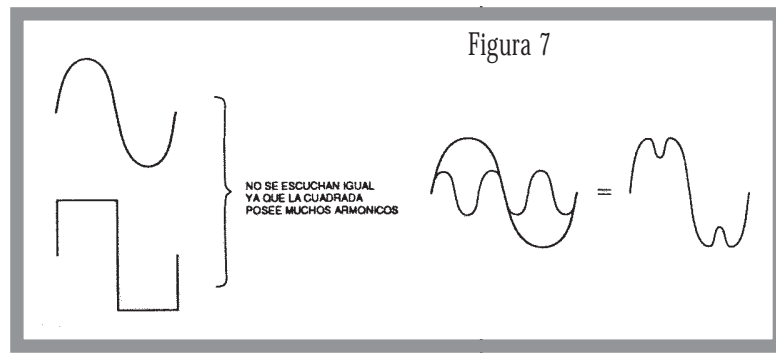 Figura 7
NO SE ESCUCHAN IGUAL
YA QUE LA CUADRADA
POSEE MUCHOS ARMONICOS
=